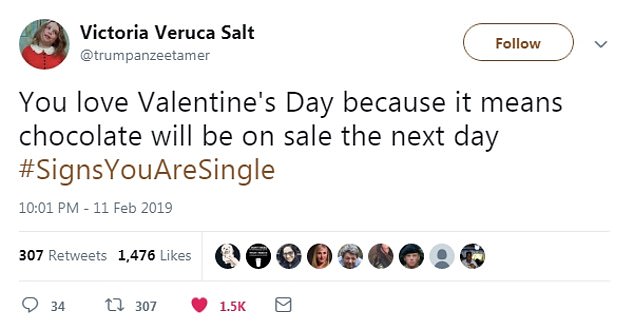 Victoria Veruca Salt
@trumpanzeetamer
Follow
You love Valentine's Day because it means
chocolate will be on sale the next day
#SignsYouAreSingle
10:01 PM - 11 Feb 2019
307 Retweets 1,476 Likes
34 307 1.5K